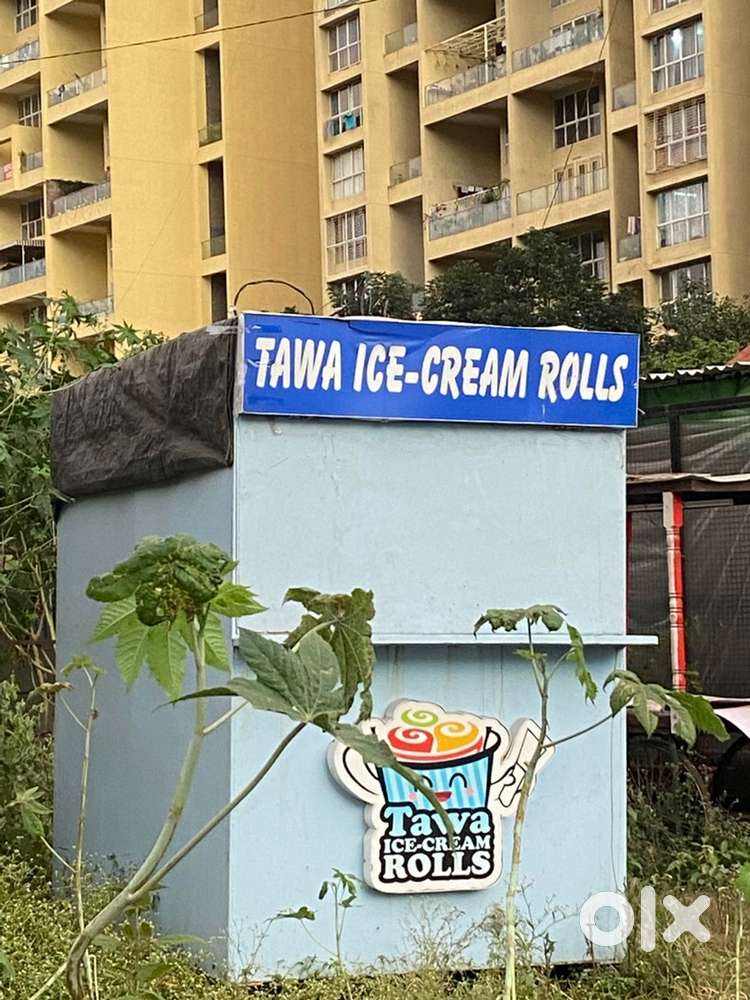 TAWA ICE-CREAM ROLLS
Tawa
ICE-CREAM
ROLLS
olx